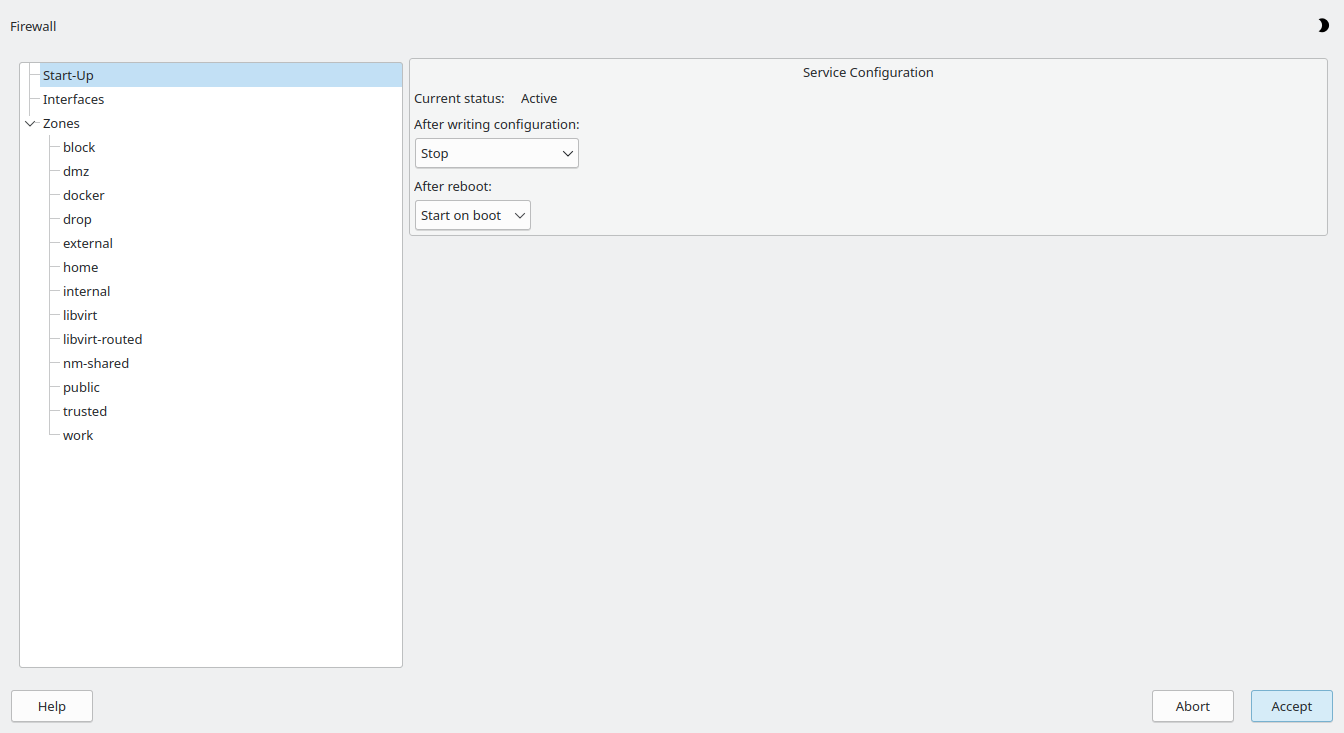 Firewall
Start-Up
Interfaces
Zones
block
dmz
docker
drop
external
home
internal
libvirt
libvirt-routed
nm-shared
public
trusted
work
Service Configuration
Current status: Active
After writing configuration:
Stop
After reboot:
Start on boot
Help
Abort
Accept